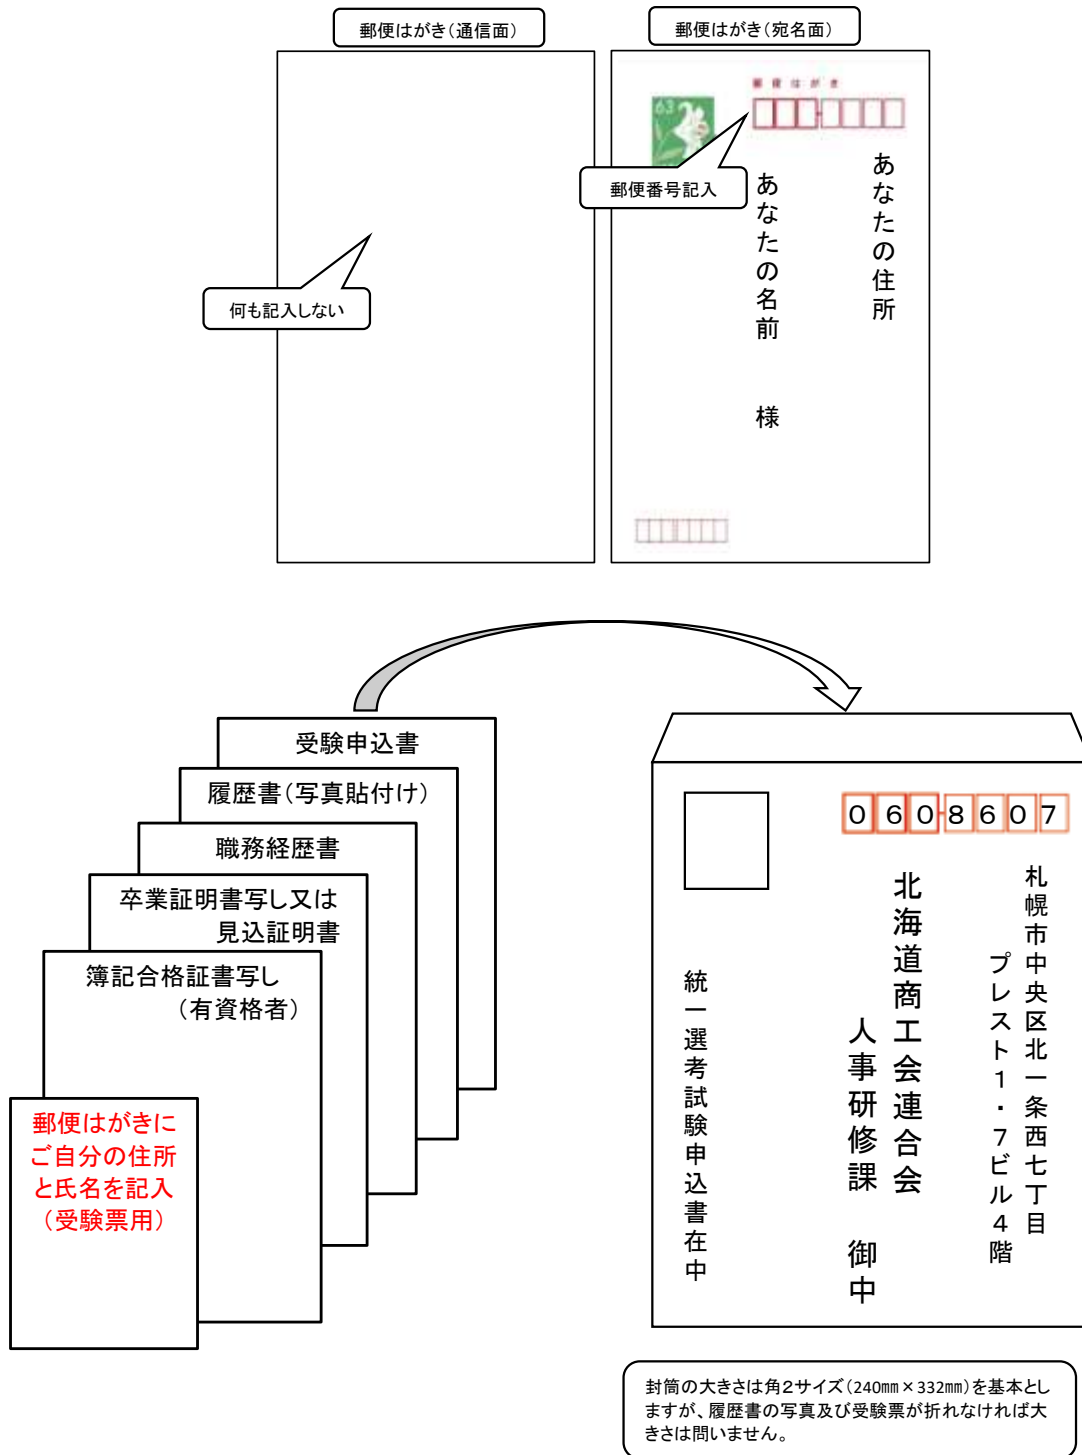 郵便はがき（通信面）
郵便はがき（宛名面）
何も記入しない
63
郵便はがき
郵便番号記入
あなたの住所
あなたの名前　様
受験申込書
履歴書（写真貼付け）
職務経歴書
卒業証明書写し又は
見込証明書
簿記合格証書写し
（有資格者）
郵便はがきに
ご自分の住所
と氏名を記入
（受験票用）
0608607
札幌市中央区北一条西七丁目
プレスト１・７ビル４階
北海道商工会連合会
人事研修課　御中
統一選考試験申込書在中
封筒の大きさは角２サイズ（240㎜×332㎜）を基本とし
ますが、履歴書の写真及び受験票が折れなければ大
きさは問いません。